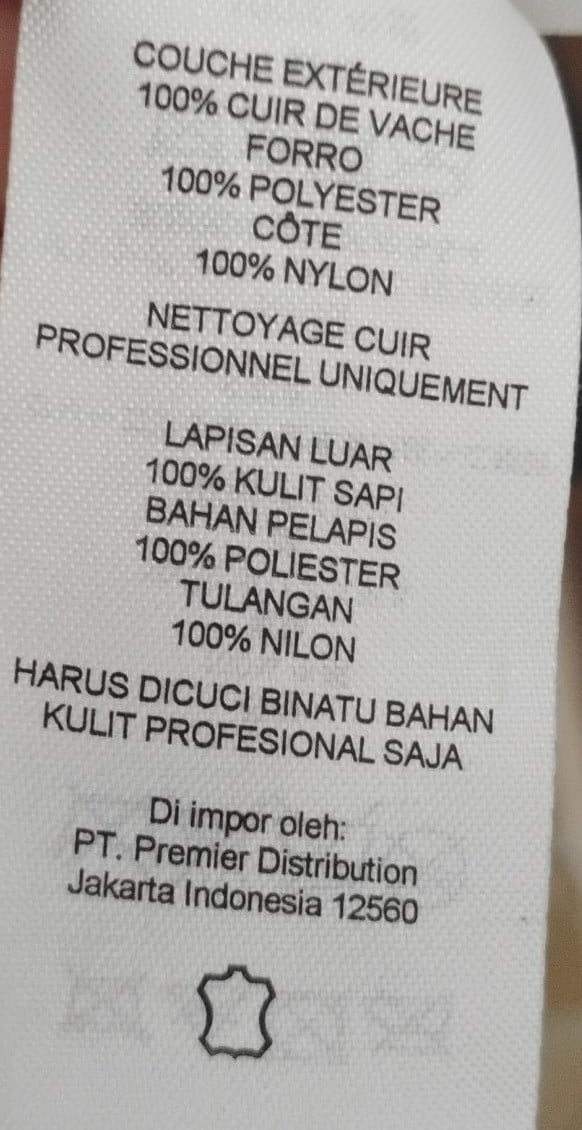 COUCHE EXTÉRIEURE
100% CUIR DE VACHE
FORRO
100% POLYESTER
CÔTE
100% NYLON
NETTOYAGE CUIR
PROFESSIONNEL UNIQUEMENT
LAPISAN LUAR
100% KULIT SAPI
BAHAN PELAPIS
100% POLIESTER
TULANGAN
100% NILON
HARUS DICUCI BINATU BAHAN
KULIT PROFESIONAL SAJA
Di impor oleh:
PT. Premier Distribution
Jakarta Indonesia 12560